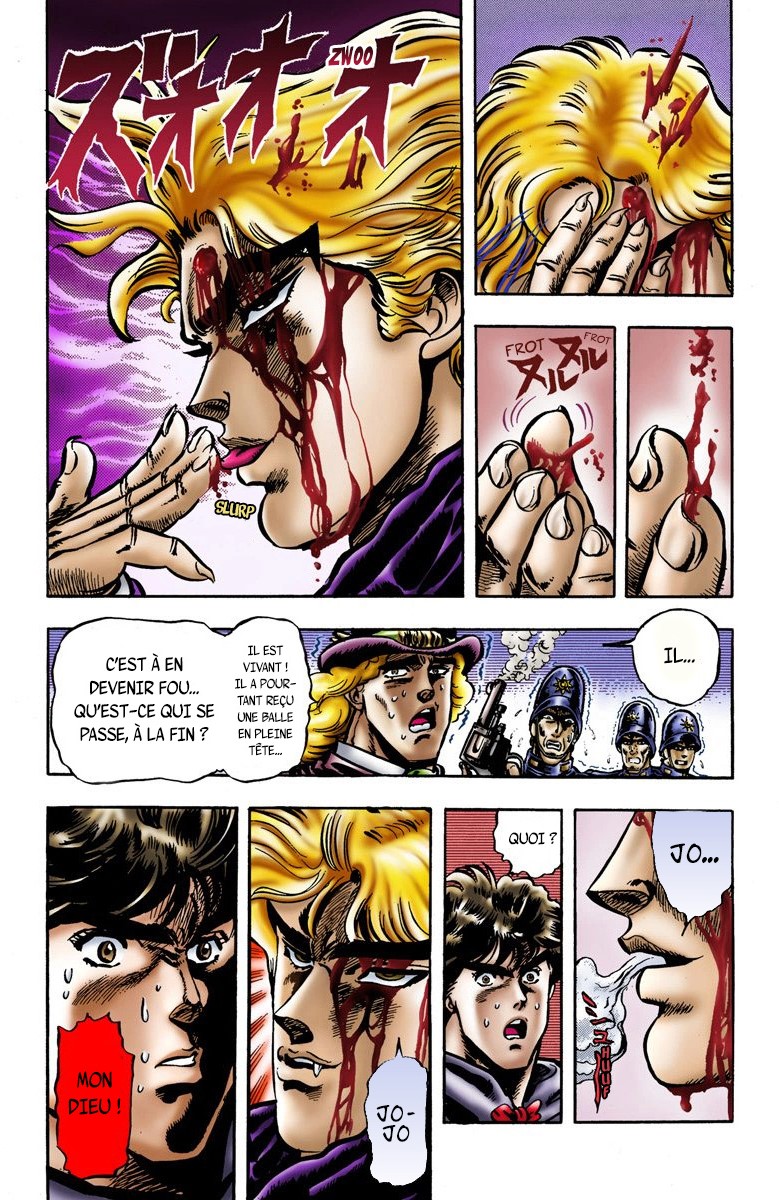 ズオオオ
ZWOO
FROT
FROT
ヌルヌル
SLURP
IL...
IL EST
VIVANT !
IL A POUR-
TANT REÇU
UNE BALLE
EN PLEINE
TÊTE...
C'EST À EN
DEVENIR FOU...
QU'EST-CE QUI SE
PASSE, À LA FIN ?
JO...
QUOI ?
JO-
JO
MON
DIEU !